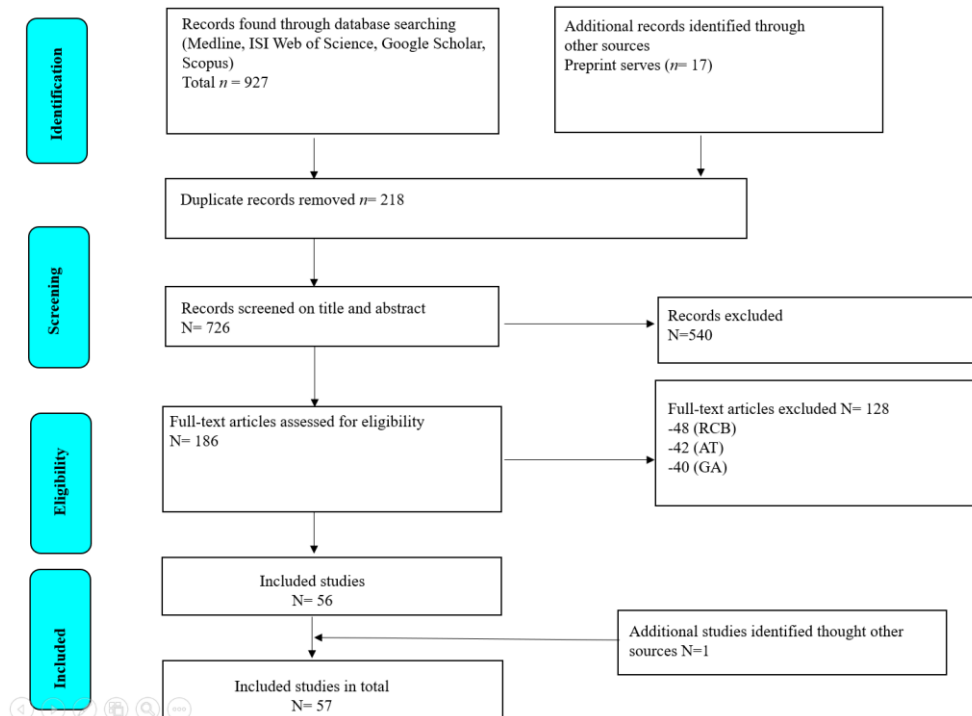 Identification
Records found through database searching
(Medline, ISI Web of Science, Google Scholar,
Scopus)
Total n = 927
Additional records identified through
other sources
Preprint serves (n= 17)
Duplicate records removed n= 218
Screening
Records screened on title and abstract
N= 726
Records excluded
N=540
Eligibility
Full-text articles assessed for eligibility
N= 186
Full-text articles excluded N= 128
-48 (RCB)
-42 (AT)
-40 (GA)
Included
Included studies
N= 56
Additional studies identified thought other
sources N=1
Included studies in total
N= 57